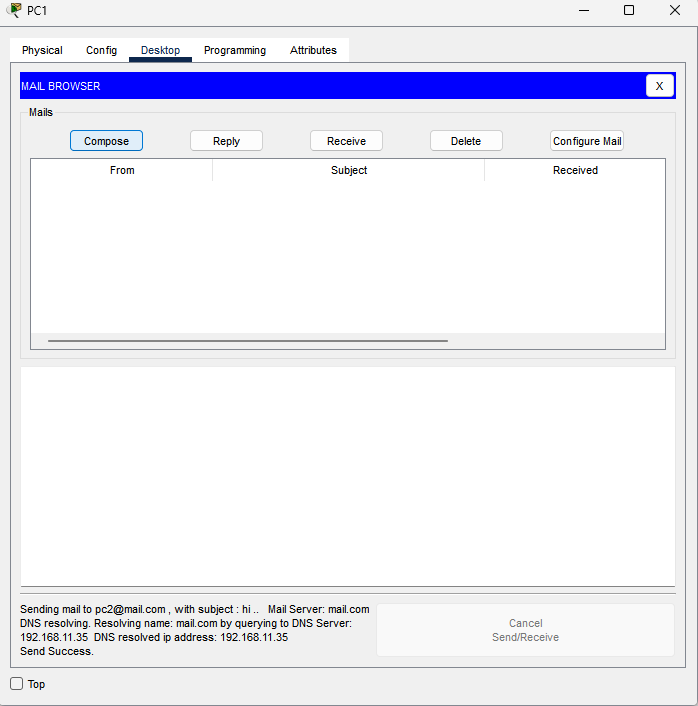 PC1
Physical Config Desktop Programming Attributes
MAIL BROWSER X
Mails
Compose Reply Receive Delete Configure Mail
From Subject Received
Sending mail to pc2@mail.com , with subject : hi .. Mail Server: mail.com
DNS resolving. Resolving name: mail.com by querying to DNS Server:
192.168.11.35 DNS resolved ip address: 192.168.11.35
Send Success.
Cancel
Send/Receive
Top